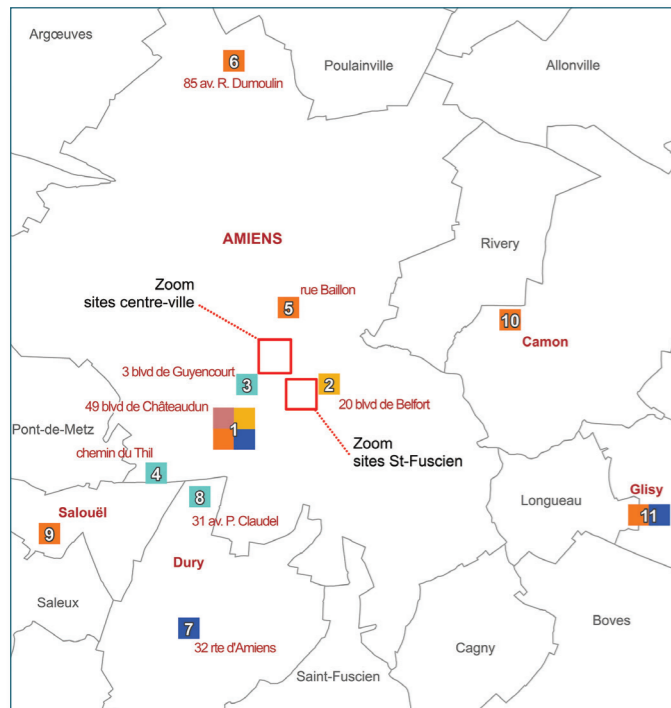 Argœuves
6
85 av. R. Dumoulin
Poulainville
Allonville
AMIENS
Rivery
Zoom
sites centre-ville
rue Baillon
5
10
Camon
3 blvd de Guyencourt
3
2
20 blvd de Belfort
49 blvd de Châteaudun
1
Pont-de-Metz
Zoom
sites St-Fuscien
chemin du Thil
4
8
31 av. P. Claudel
Salouël
9
Dury
Longueau
Glisy
11
Saleux
7
32 rte d'Amiens
Saint-Fuscien
Cagny
Boves